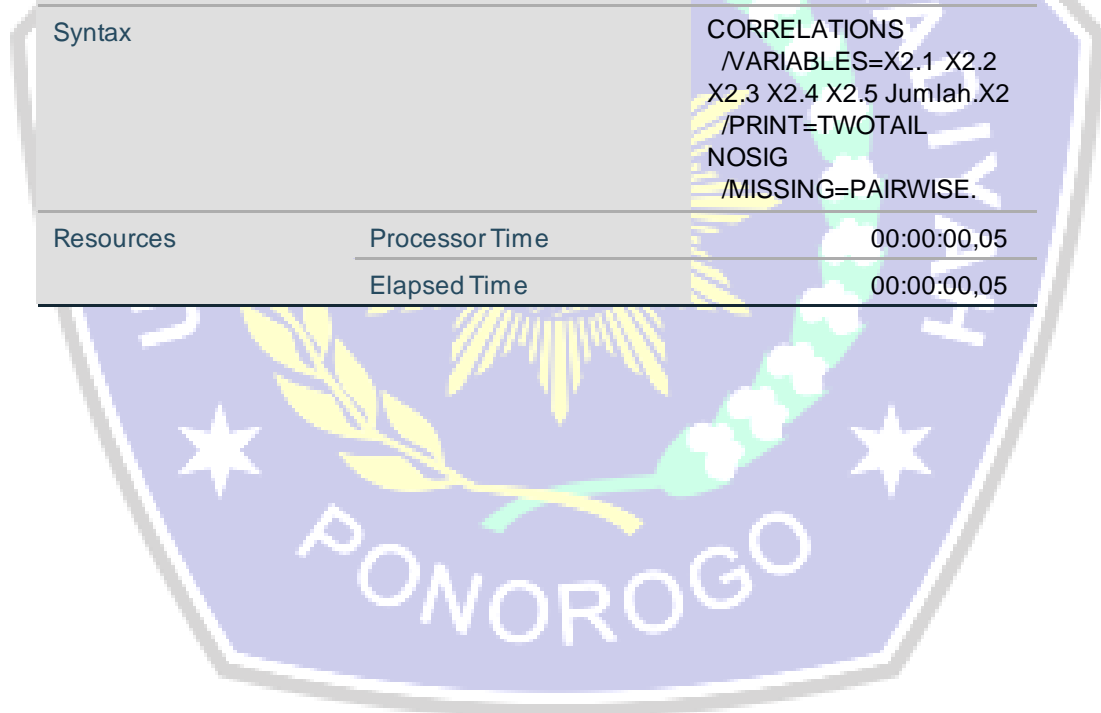 Syntax
CORRELATIONS
/VARIABLES=X2.1 X2.2
X2.3 X2.4 X2.5 Jumlah.X2
/PRINT=TWOTAIL
NOSIG
/MISSING=PAIRWISE.
Resources
Processor Time
00:00:00,05
Elapsed Time
00:00:00,05
U
ADIYAH
PONOROGO